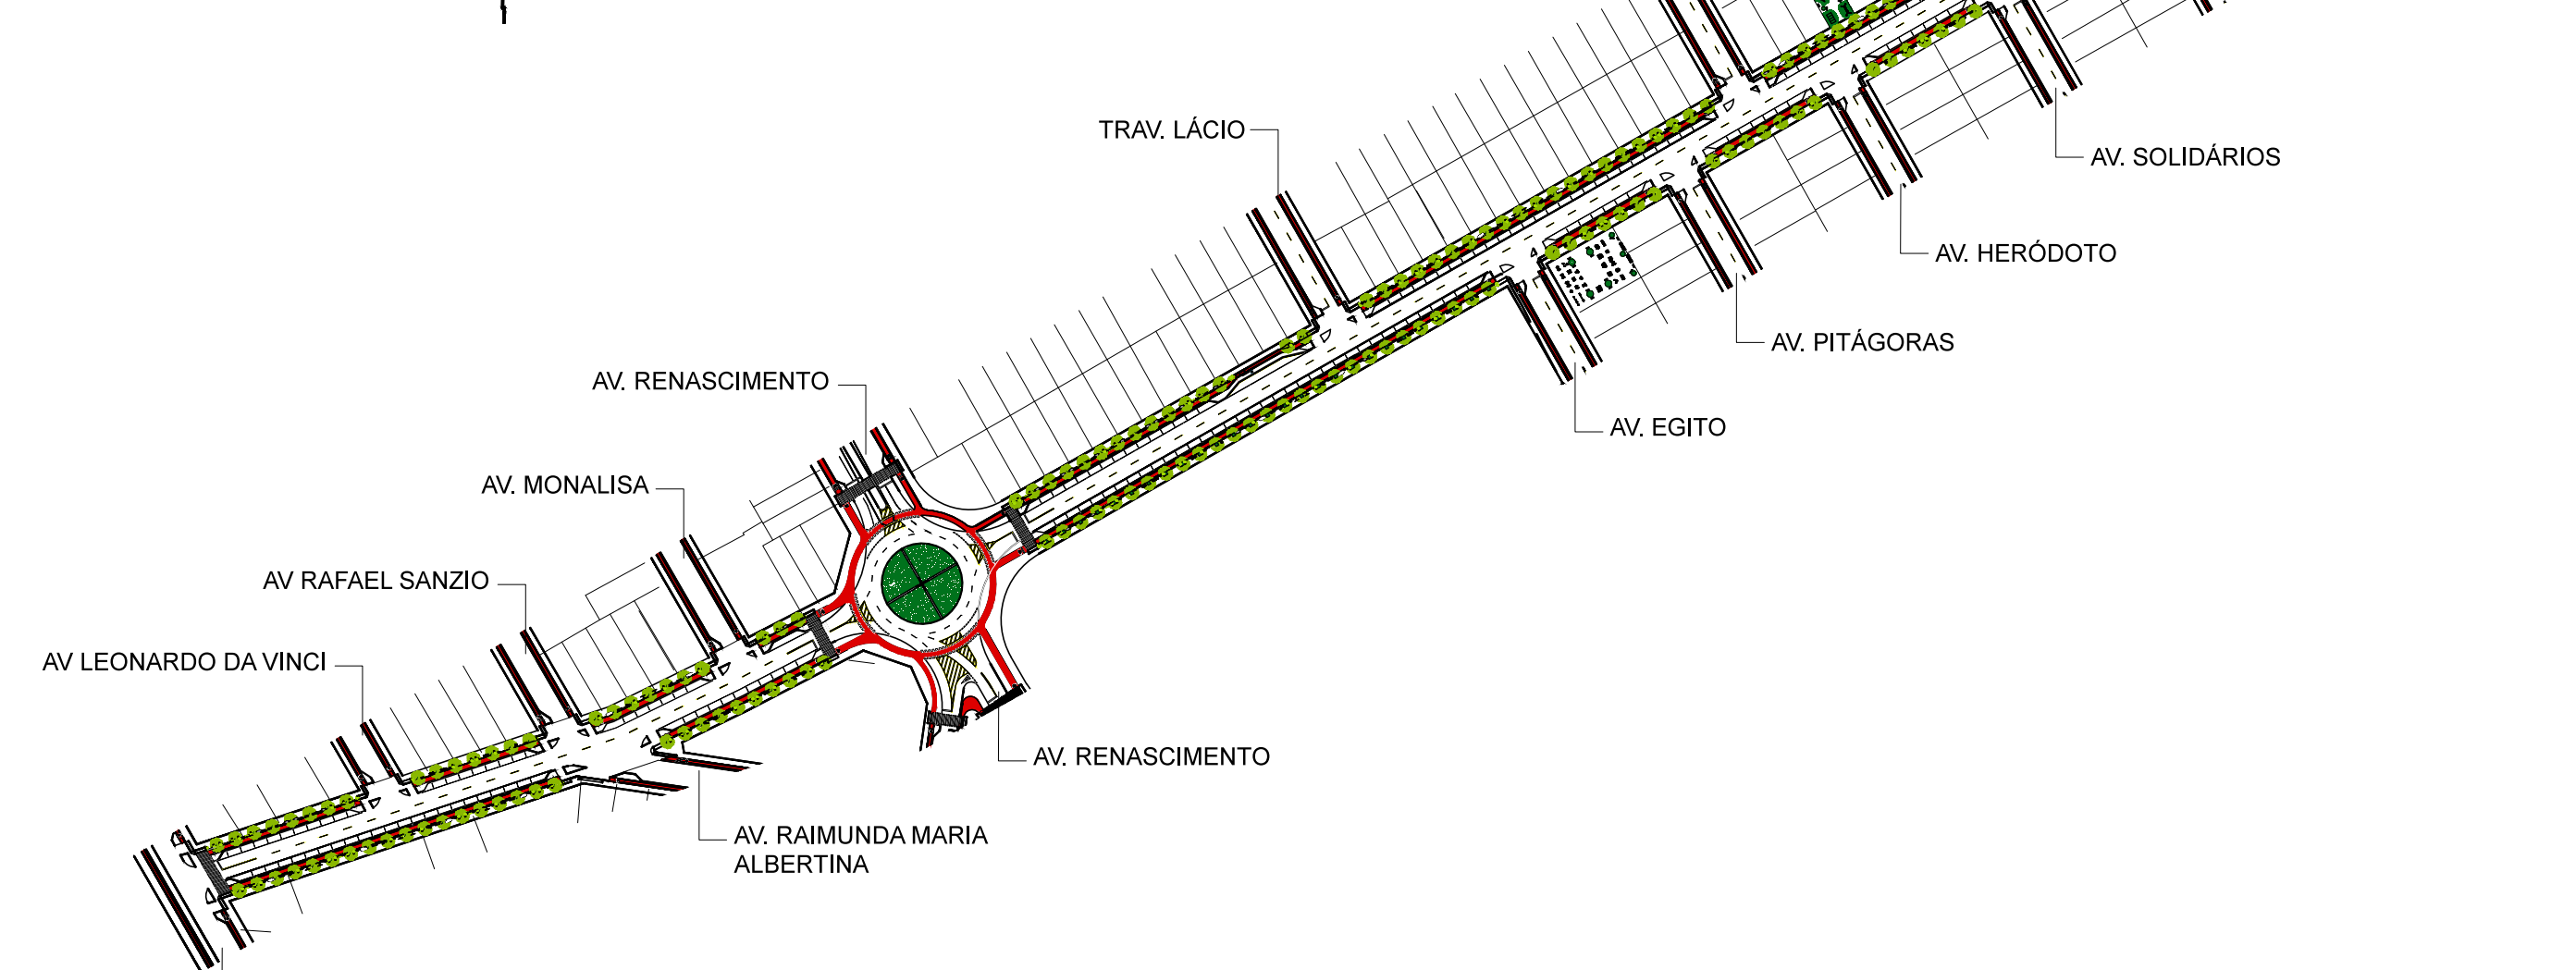 TRAV. LÁCIO
AV. SOLIDÁRIOS
AV. HERÓDOTO
AV. PITÁGORAS
AV. RENASCIMENTO
AV. EGITO
AV. MONALISA
AV RAFAEL SANZIO
AV LEONARDO DA VINCI
AV. RENASCIMENTO
AV. RAIMUNDA MARIA
ALBERTINA